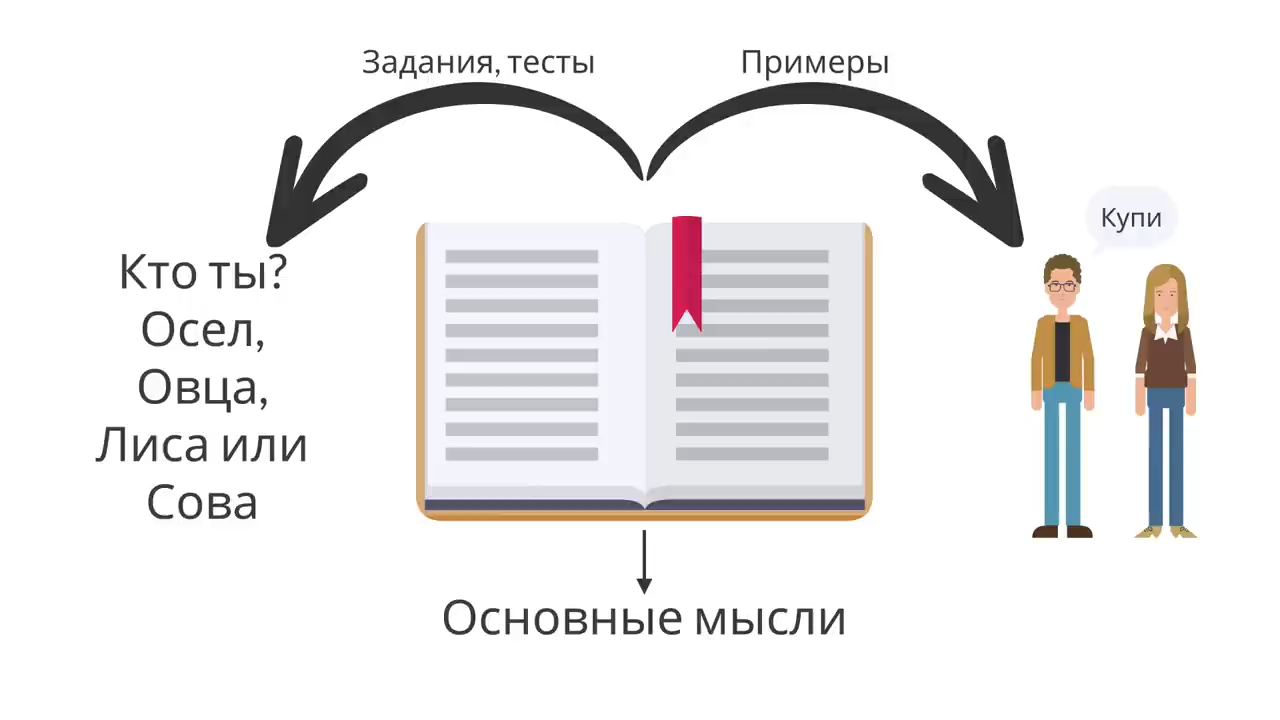 Задания, тесты
Примеры
Купи
Кто ты?
Осел,
Овца,
Лиса или
Сова
Основные мысли